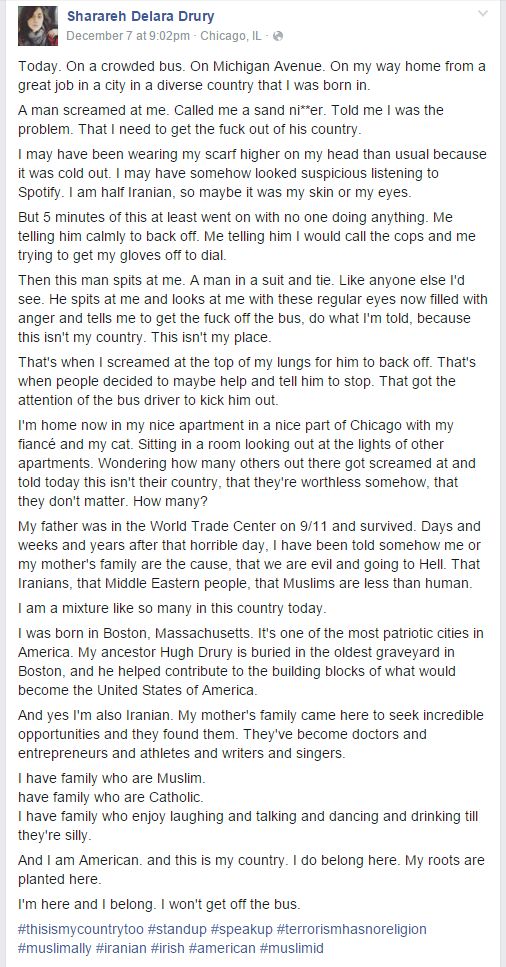 Sharareh Delara Drury
December 7 at 9:02pm · Chicago, IL ·
Today. On a crowded bus. On Michigan Avenue. On my way home from a
great job in a city in a diverse country that I was born in.
A man screamed at me. Called me a sand ni**er. Told me I was the
problem. That I need to get the fuck out of his country.
I may have been wearing my scarf higher on my head than usual because
it was cold out. I may have somehow looked suspicious listening to
Spotify. I am half Iranian, so maybe it was my skin or my eyes.
But 5 minutes of this at least went on with no one doing anything. Me
telling him calmly to back off. Me telling him I would call the cops and me
trying to get my gloves off to dial.
Then this man spits at me. A man in a suit and tie. Like anyone else I'd
see. He spits at me and looks at me with these regular eyes now filled with
anger and tells me to get the fuck off the bus, do what I'm told, because
this isn't my country. This isn't my place.
That's when I screamed at the top of my lungs for him to back off. That's
when people decided to maybe help and tell him to stop. That got the
attention of the bus driver to kick him out.
I'm home now in my nice apartment in a nice part of Chicago with my
fiancé and my cat. Sitting in a room looking out at the lights of other
apartments. Wondering how many others out there got screamed at and
told today this isn't their country, that they're worthless somehow, that
they don't matter. How many?
My father was in the World Trade Center on 9/11 and survived. Days and
weeks and years after that horrible day, I have been told somehow me or
my mother's family are the cause, that we are evil and going to Hell. That
Iranians, that Middle Eastern people, that Muslims are less than human.
I am a mixture like so many in this country today.
I was born in Boston, Massachusetts. It's one of the most patriotic cities in
America. My ancestor Hugh Drury is buried in the oldest graveyard in
Boston, and he helped contribute to the building blocks of what would
become the United States of America.
And yes I'm also Iranian. My mother's family came here to seek incredible
opportunities and they found them. They've become doctors and
entrepreneurs and athletes and writers and singers.
I have family who are Muslim.
have family who are Catholic.
I have family who enjoy laughing and talking and dancing and drinking till
they're silly.
And I am American. and this is my country. I do belong here. My roots are
planted here.
I'm here and I belong. I won't get off the bus.
#thisismycountrytoo #standup #speakup #terrorismhasnoreligion
#muslimally #iranian #irish #american #muslimid